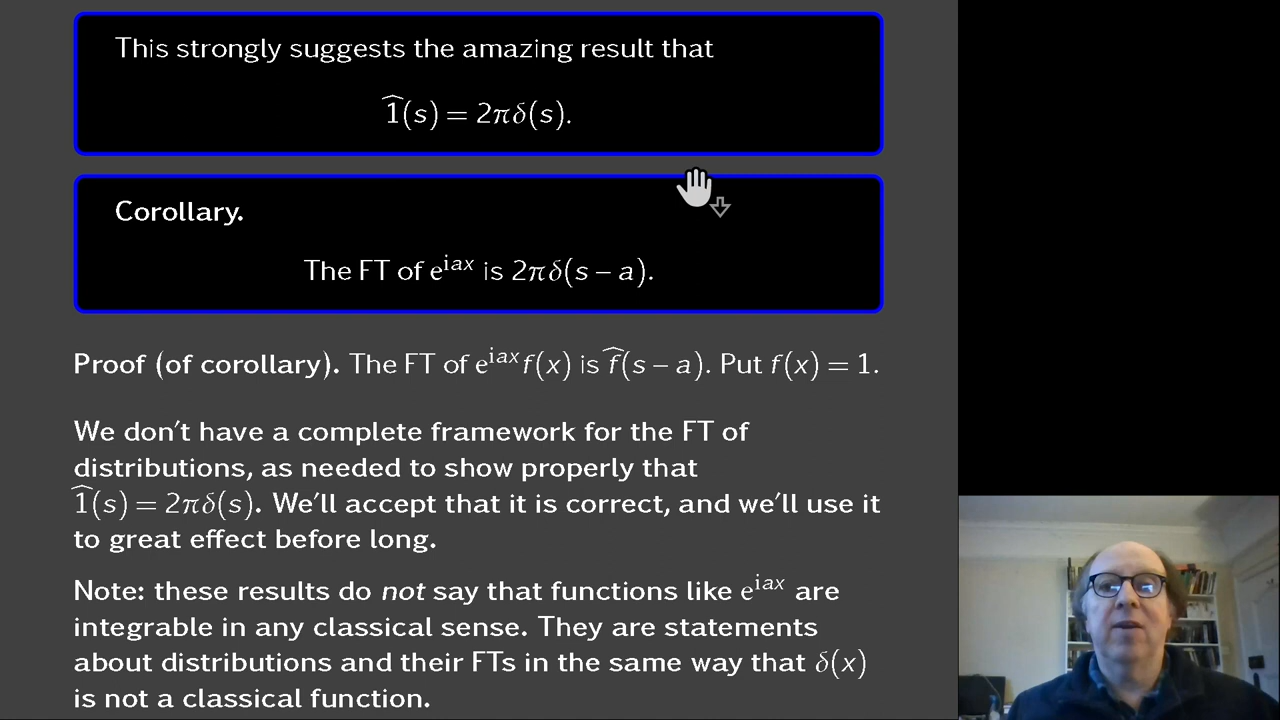 This strongly suggests the amazing result that
1̂(s) = 2πδ(s).
Corollary.
The FT of e^{iax} is 2πδ(s – a).
Proof (of corollary). The FT of e^{iax}f(x) is f̂(s – a). Put f(x) = 1.
We don't have a complete framework for the FT of
distributions, as needed to show properly that
1̂(s) = 2πδ(s). We'll accept that it is correct, and we'll use it
to great effect before long.
Note: these results do not say that functions like e^{iax} are
integrable in any classical sense. They are statements
about distributions and their FTs in the same way that δ(x)
is not a classical function.